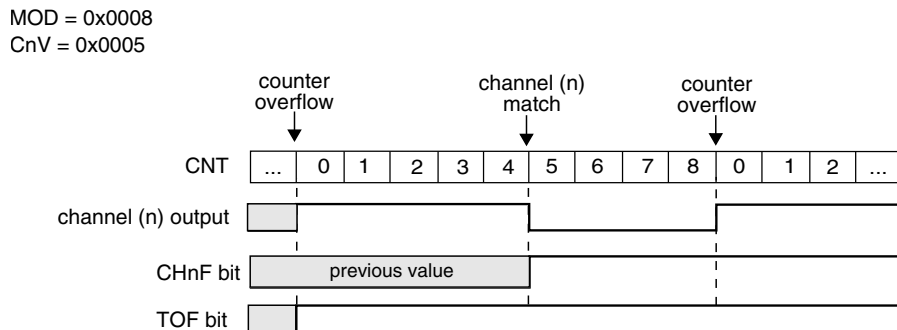 MOD = 0x0008
CnV = 0x0005
counter overflow
channel (n) match
counter overflow
CNT ... 0 1 2 3 4 5 6 7 8 0 1 2 ...
channel (n) output
CHnF bit previous value
TOF bit